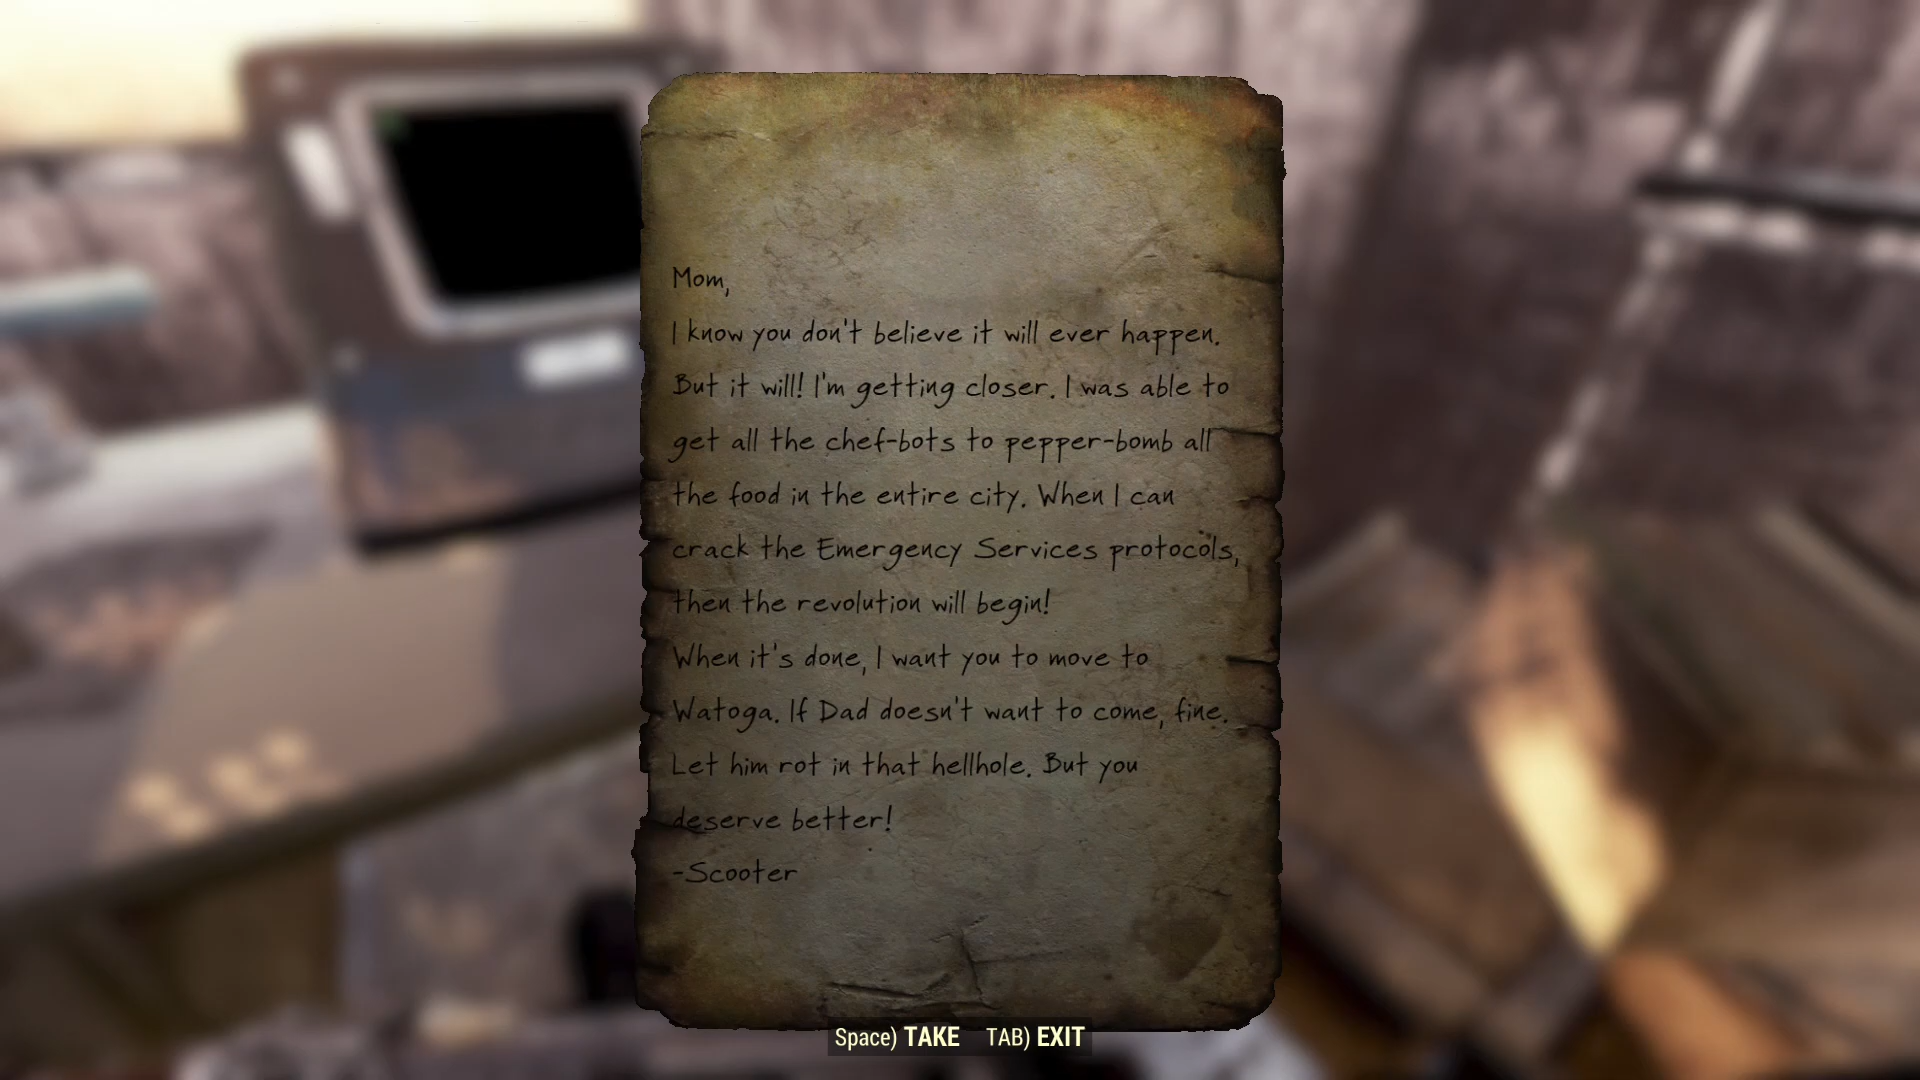 Mom,
I know you don't believe it will ever happen.
But it will! I'm getting closer. I was able to
get all the chef-bots to pepper-bomb all
the food in the entire city. When I can
crack the Emergency Services protocols,
then the revolution will begin!
When it's done, I want you to move to
Watoga. If Dad doesn't want to come, fine.
Let him rot in that hellhole. But you
deserve better!
-Scooter
Space) TAKE TAB) EXIT